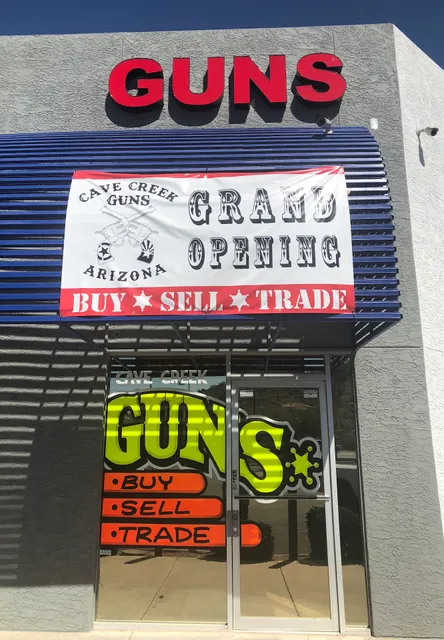 GUNS
CAVE CREEK
GUNS
ARIZONA
GRAND
OPENING
BUY ★ SELL ★ TRADE
CAVE CREEK
GUNS
• BUY
• SELL
• TRADE